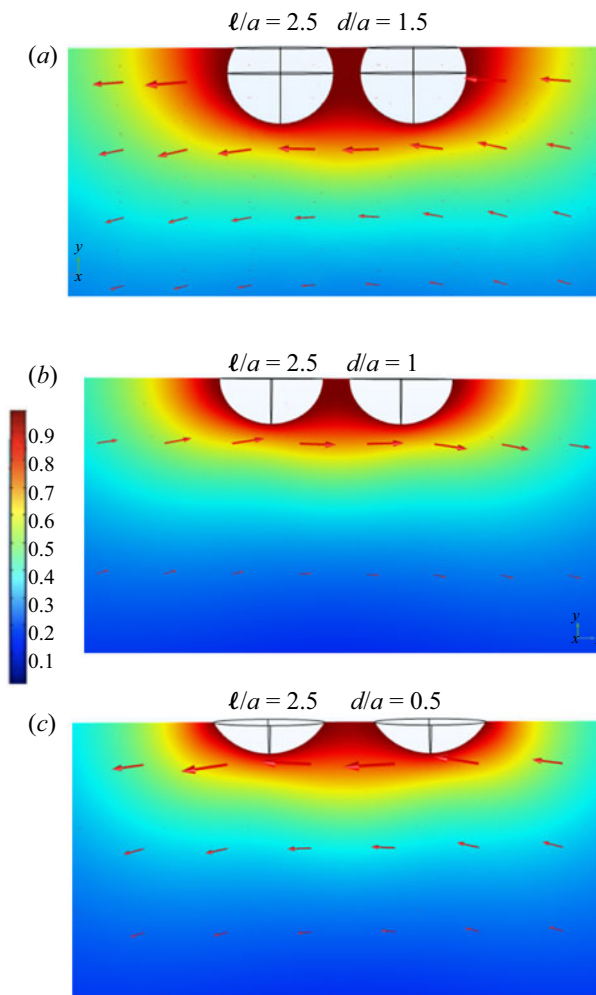 ℓ/a = 2.5 d/a = 1.5
(a)
y
x
ℓ/a = 2.5 d/a = 1
(b)
0.9
0.8
0.7
0.6
0.5
0.4
0.3
0.2
0.1
y
x
ℓ/a = 2.5 d/a = 0.5
(c)